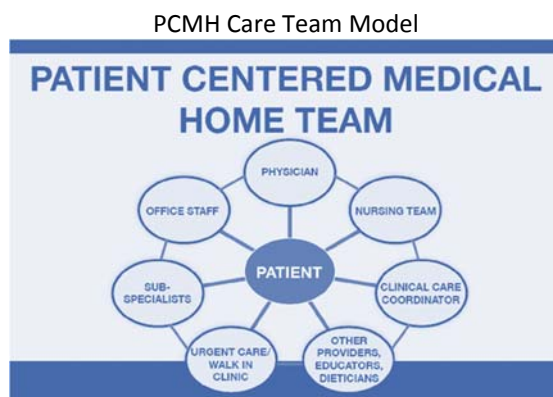 PCMH Care Team Model
PATIENT CENTERED MEDICAL
HOME TEAM
PHYSICIAN
OFFICE STAFF
NURSING TEAM
PATIENT
SUB-
SPECIALISTS
CLINICAL CARE
COORDINATOR
URGENT CARE/
WALK IN
CLINIC
OTHER
PROVIDERS,
EDUCATORS,
DIETICIANS